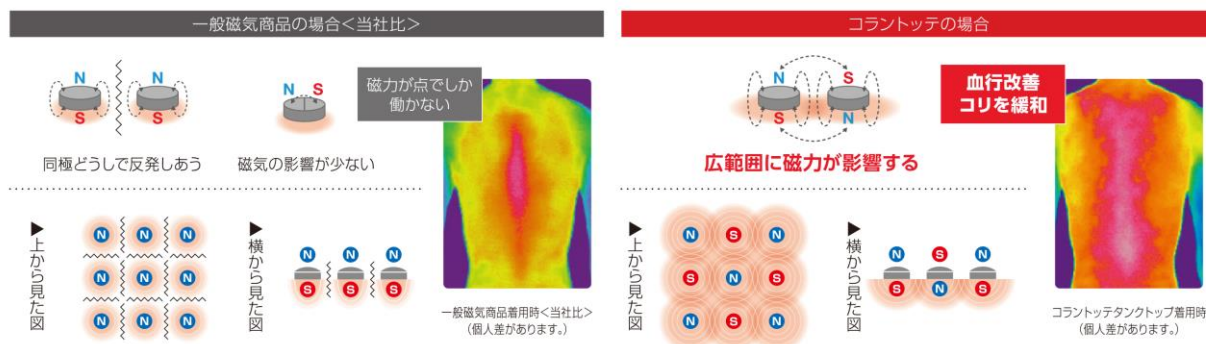 一般磁気商品の場合<当社比>
N
N
S
S
同極どうしで反発しあう
N
S
磁気の影響が少ない
磁力が点でしか
働かない
▶上から見た図
N N N
N N N
N N N
▶横から見た図
N N N
S S S
一般磁気商品着用時<当社比>
(個人差があります。)
コラントッテの場合
N
S
S
N
広範囲に磁力が影響する
血行改善
コリを緩和
▶上から見た図
N S N
S N S
N S N
▶横から見た図
N S N
S N S
コラントッテタンクトップ着用時
(個人差があります。)